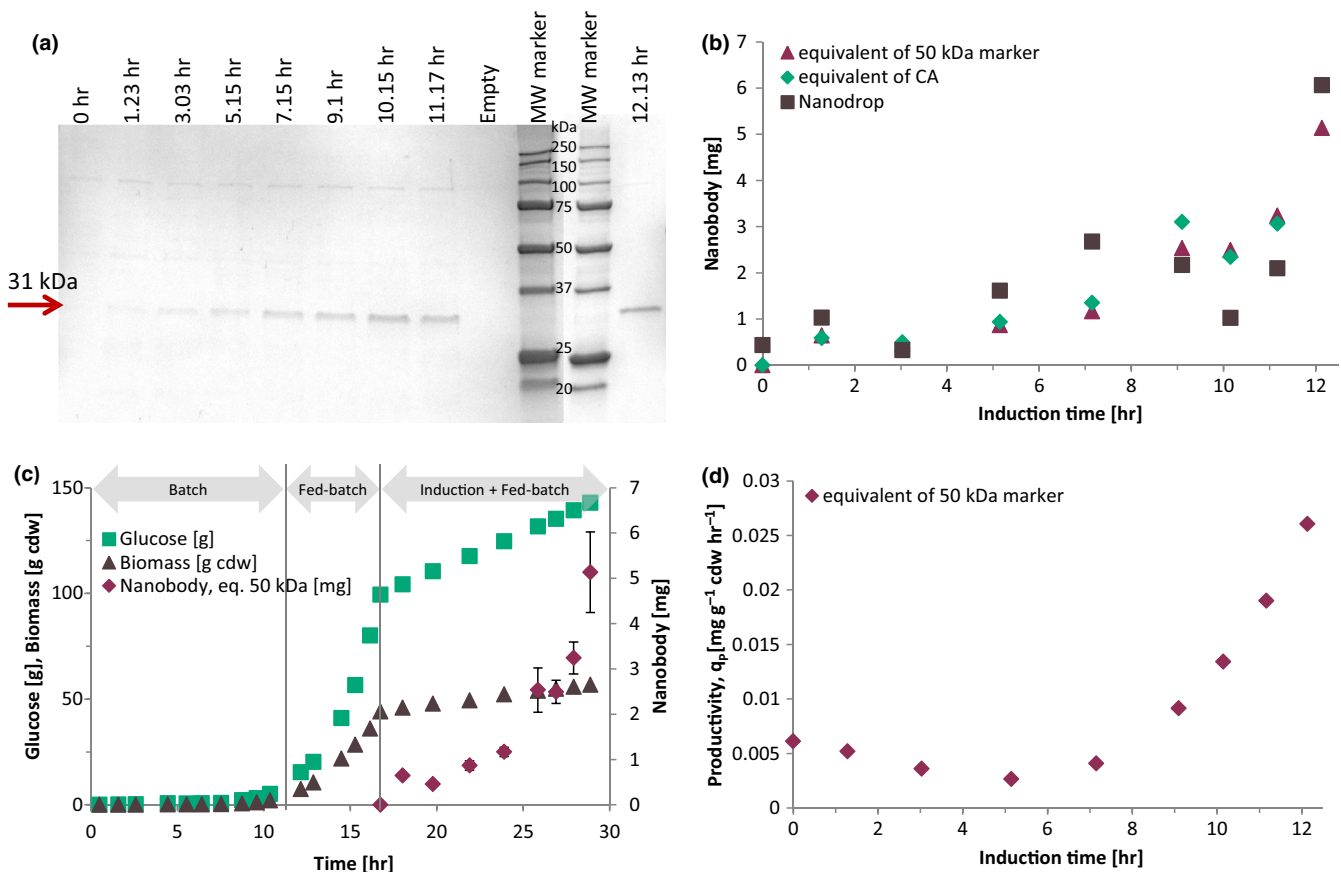 (a)
0 hr
1.23 hr
3.03 hr
5.15 hr
7.15 hr
9.1 hr
10.15 hr
11.17 hr
Empty
MW marker
MW marker
12.13 hr
kDa
250
150
100
75
50
37
25
20
31 kDa
(b)
equivalent of 50 kDa marker
equivalent of CA
Nanodrop
Nanobody [mg]
7
6
5
4
3
2
1
0
0 2 4 6 8 10 12
Induction time [hr]
(c)
Batch
Fed-batch
Induction + Fed-batch
Glucose [g]
Biomass [g cdw]
Nanobody, eq. 50 kDa [mg]
Glucose [g], Biomass [g cdw]
150
100
50
0
7
6
5
4
3
2
1
0
Nanobody [mg]
0 5 10 15 20 25 30
Time [hr]
(d)
equivalent of 50 kDa marker
Productivity, qₚ[mg g⁻¹ cdw hr⁻¹)
0.03
0.025
0.02
0.015
0.01
0.005
0
0 2 4 6 8 10 12
Induction time [hr]